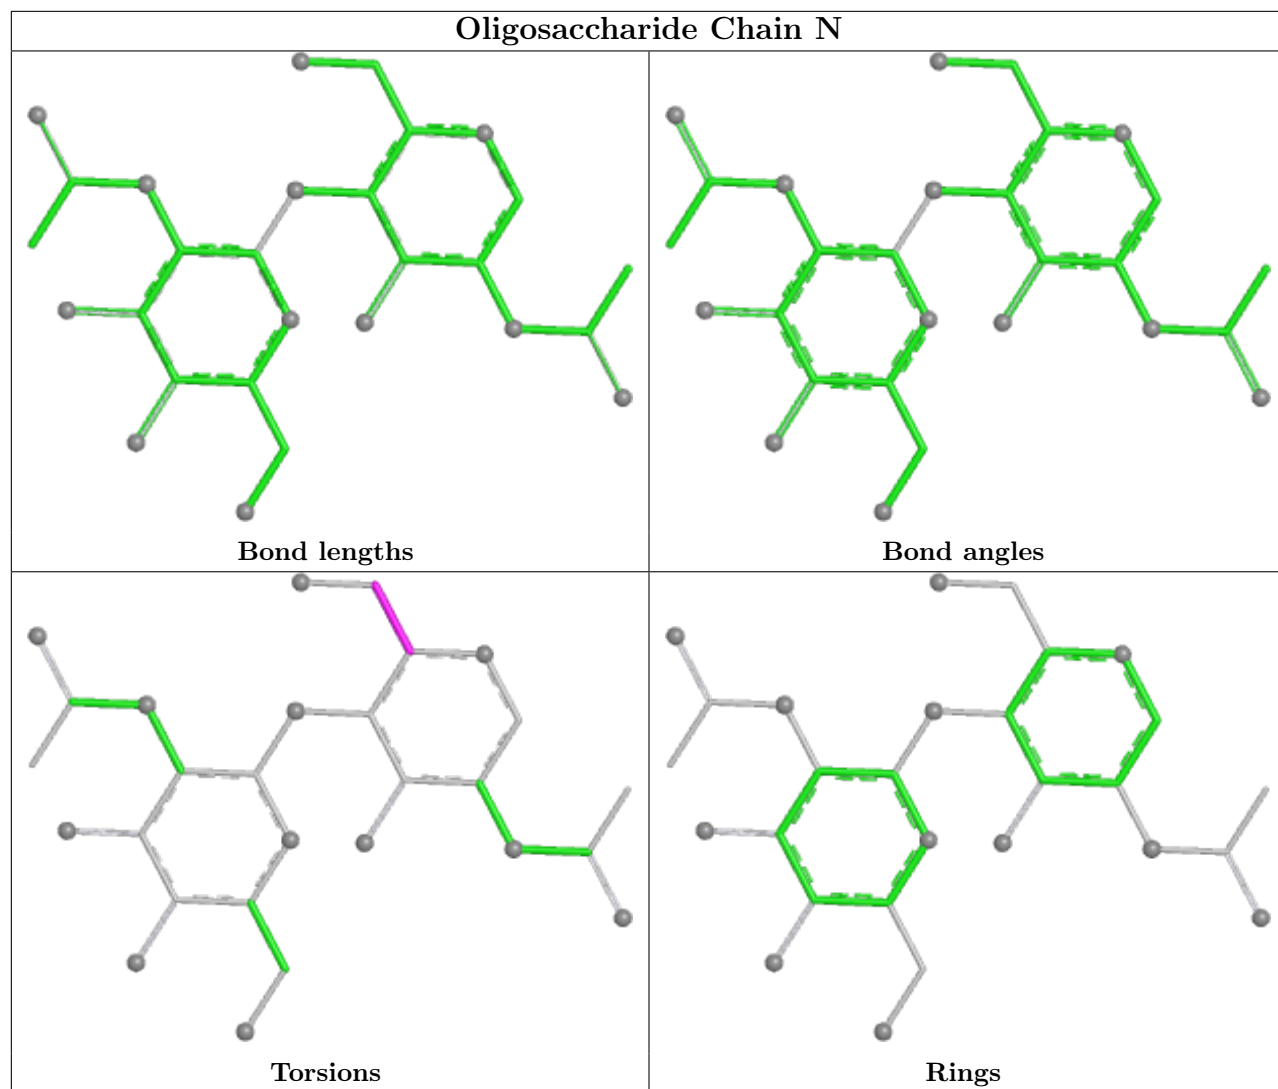 Oligosaccharide Chain N
Bond lengths
Bond angles
Torsions
Rings